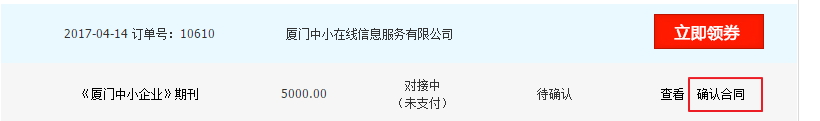 2017-04-14 订单号：10610 厦门中小在线信息服务有限公司 立即领券
《厦门中小企业》期刊 5000.00 对接中 待确认 查看 确认合同
（未支付）